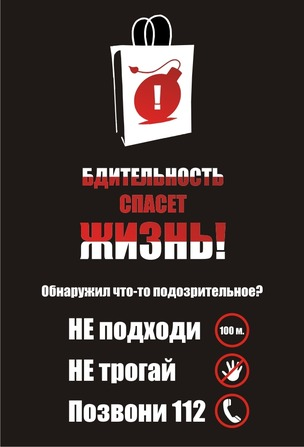 !
БДИТЕЛЬНОСТЬ
СПАСЕТ
ЖИЗНЬ!
Обнаружил что-то подозрительное?
НЕ подходи 100 м.
НЕ трогай
Позвони 112